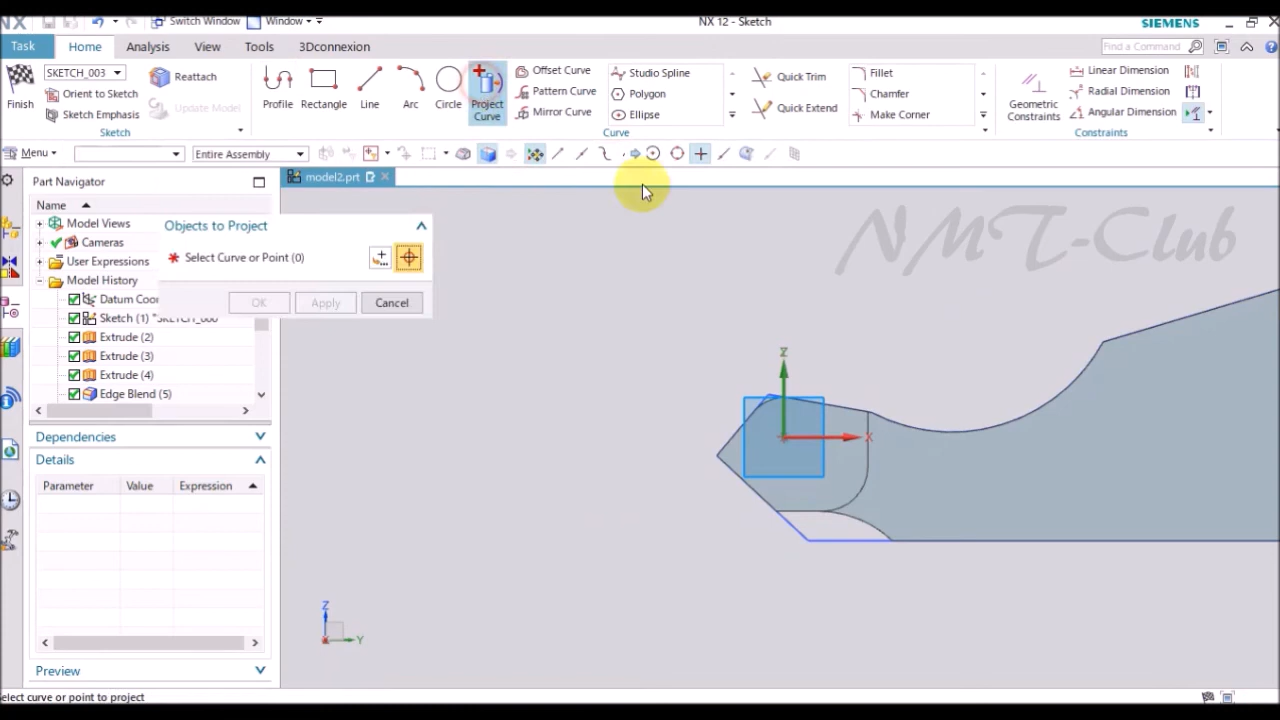 NX
Switch Window
Window
NX 12 - Sketch
SIEMENS
Task
Home
Analysis
View
Tools
3Dconnexion
Find a Command
Finish
SKETCH_003
Orient to Sketch
Sketch Emphasis
Reattach
Update Model
Sketch
Profile
Rectangle
Line
Arc
Circle
Project Curve
Offset Curve
Pattern Curve
Mirror Curve
Studio Spline
Polygon
Ellipse
Quick Trim
Quick Extend
Fillet
Chamfer
Make Corner
Curve
Geometric Constraints
Linear Dimension
Radial Dimension
Angular Dimension
Constraints
Menu
Entire Assembly
Part Navigator
model2.prt
Name
Model Views
Cameras
User Expressions
Model History
Datum Coor
Sketch (1) "SKETCH_000"
Extrude (2)
Extrude (3)
Extrude (4)
Edge Blend (5)
Objects to Project
* Select Curve or Point (0)
OK
Apply
Cancel
NMT-Club
Z
X
Dependencies
Details
Parameter
Value
Expression
Z
Y
Preview
elect curve or point to project